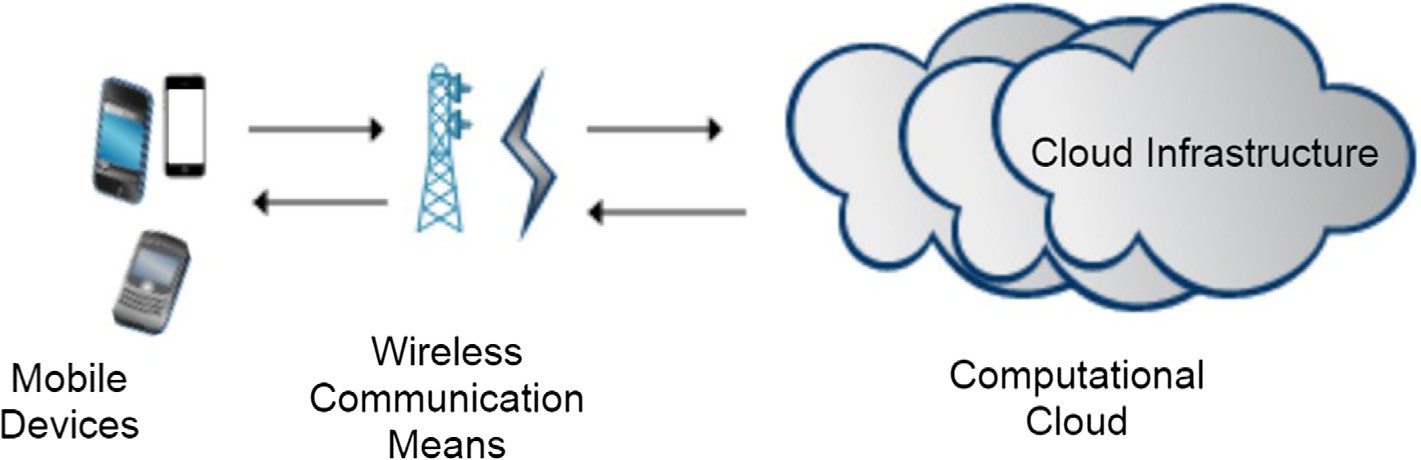 Cloud Infrastructure
Mobile
Devices
Wireless
Communication
Means
Computational
Cloud